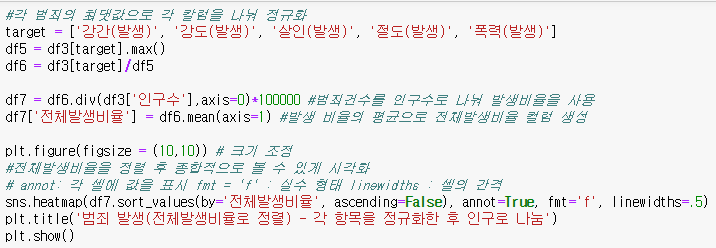 #각 범죄의 최댓값으로 각 칼럼을 나눠 정규화
target = ['강간(발생)', '강도(발생)', '살인(발생)', '절도(발생)', '폭력(발생)']
df5 = df3[target].max()
df6 = df3[target]/df5
df7 = df6.div(df3['인구수'],axis=0)*100000 #범죄건수를 인구수로 나눠 발생비율을 사용
df7['전체발생비율'] = df6.mean(axis=1) #발생 비율의 평균으로 전체발생비율 컬럼 생성
plt.figure(figsize = (10,10)) # 크기 조정
#전체발생비율을 정렬 후 종합적으로 볼 수 있게 시각화
# annot: 각 셀에 값을 표시 fmt = 'f' : 실수 형태 linewidths : 셀의 간격
sns.heatmap(df7.sort_values(by='전체발생비율', ascending=False), annot=True, fmt='f', linewidths=.5)
plt.title('범죄 발생(전체발생비율로 정렬) - 각 항목을 정규화한 후 인구로 나눔')
plt.show()